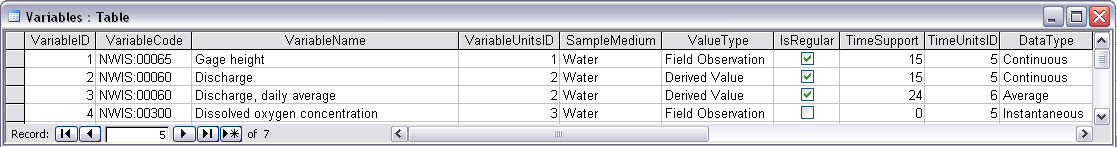 Variables : Table
VariableID VariableCode VariableName VariableUnitsID SampleMedium ValueType IsRegular TimeSupport TimeUnitsID DataType
1 NWIS:00065 Gage height 1 Water Field Observation 15 5 Continuous
2 NWIS:00060 Discharge 2 Water Derived Value 15 5 Continuous
3 NWIS:00060 Discharge, daily average 2 Water Derived Value 24 6 Average
4 NWIS:00300 Dissolved oxygen concentration 3 Water Field Observation 0 5 Instantaneous
Record: 5 of 7